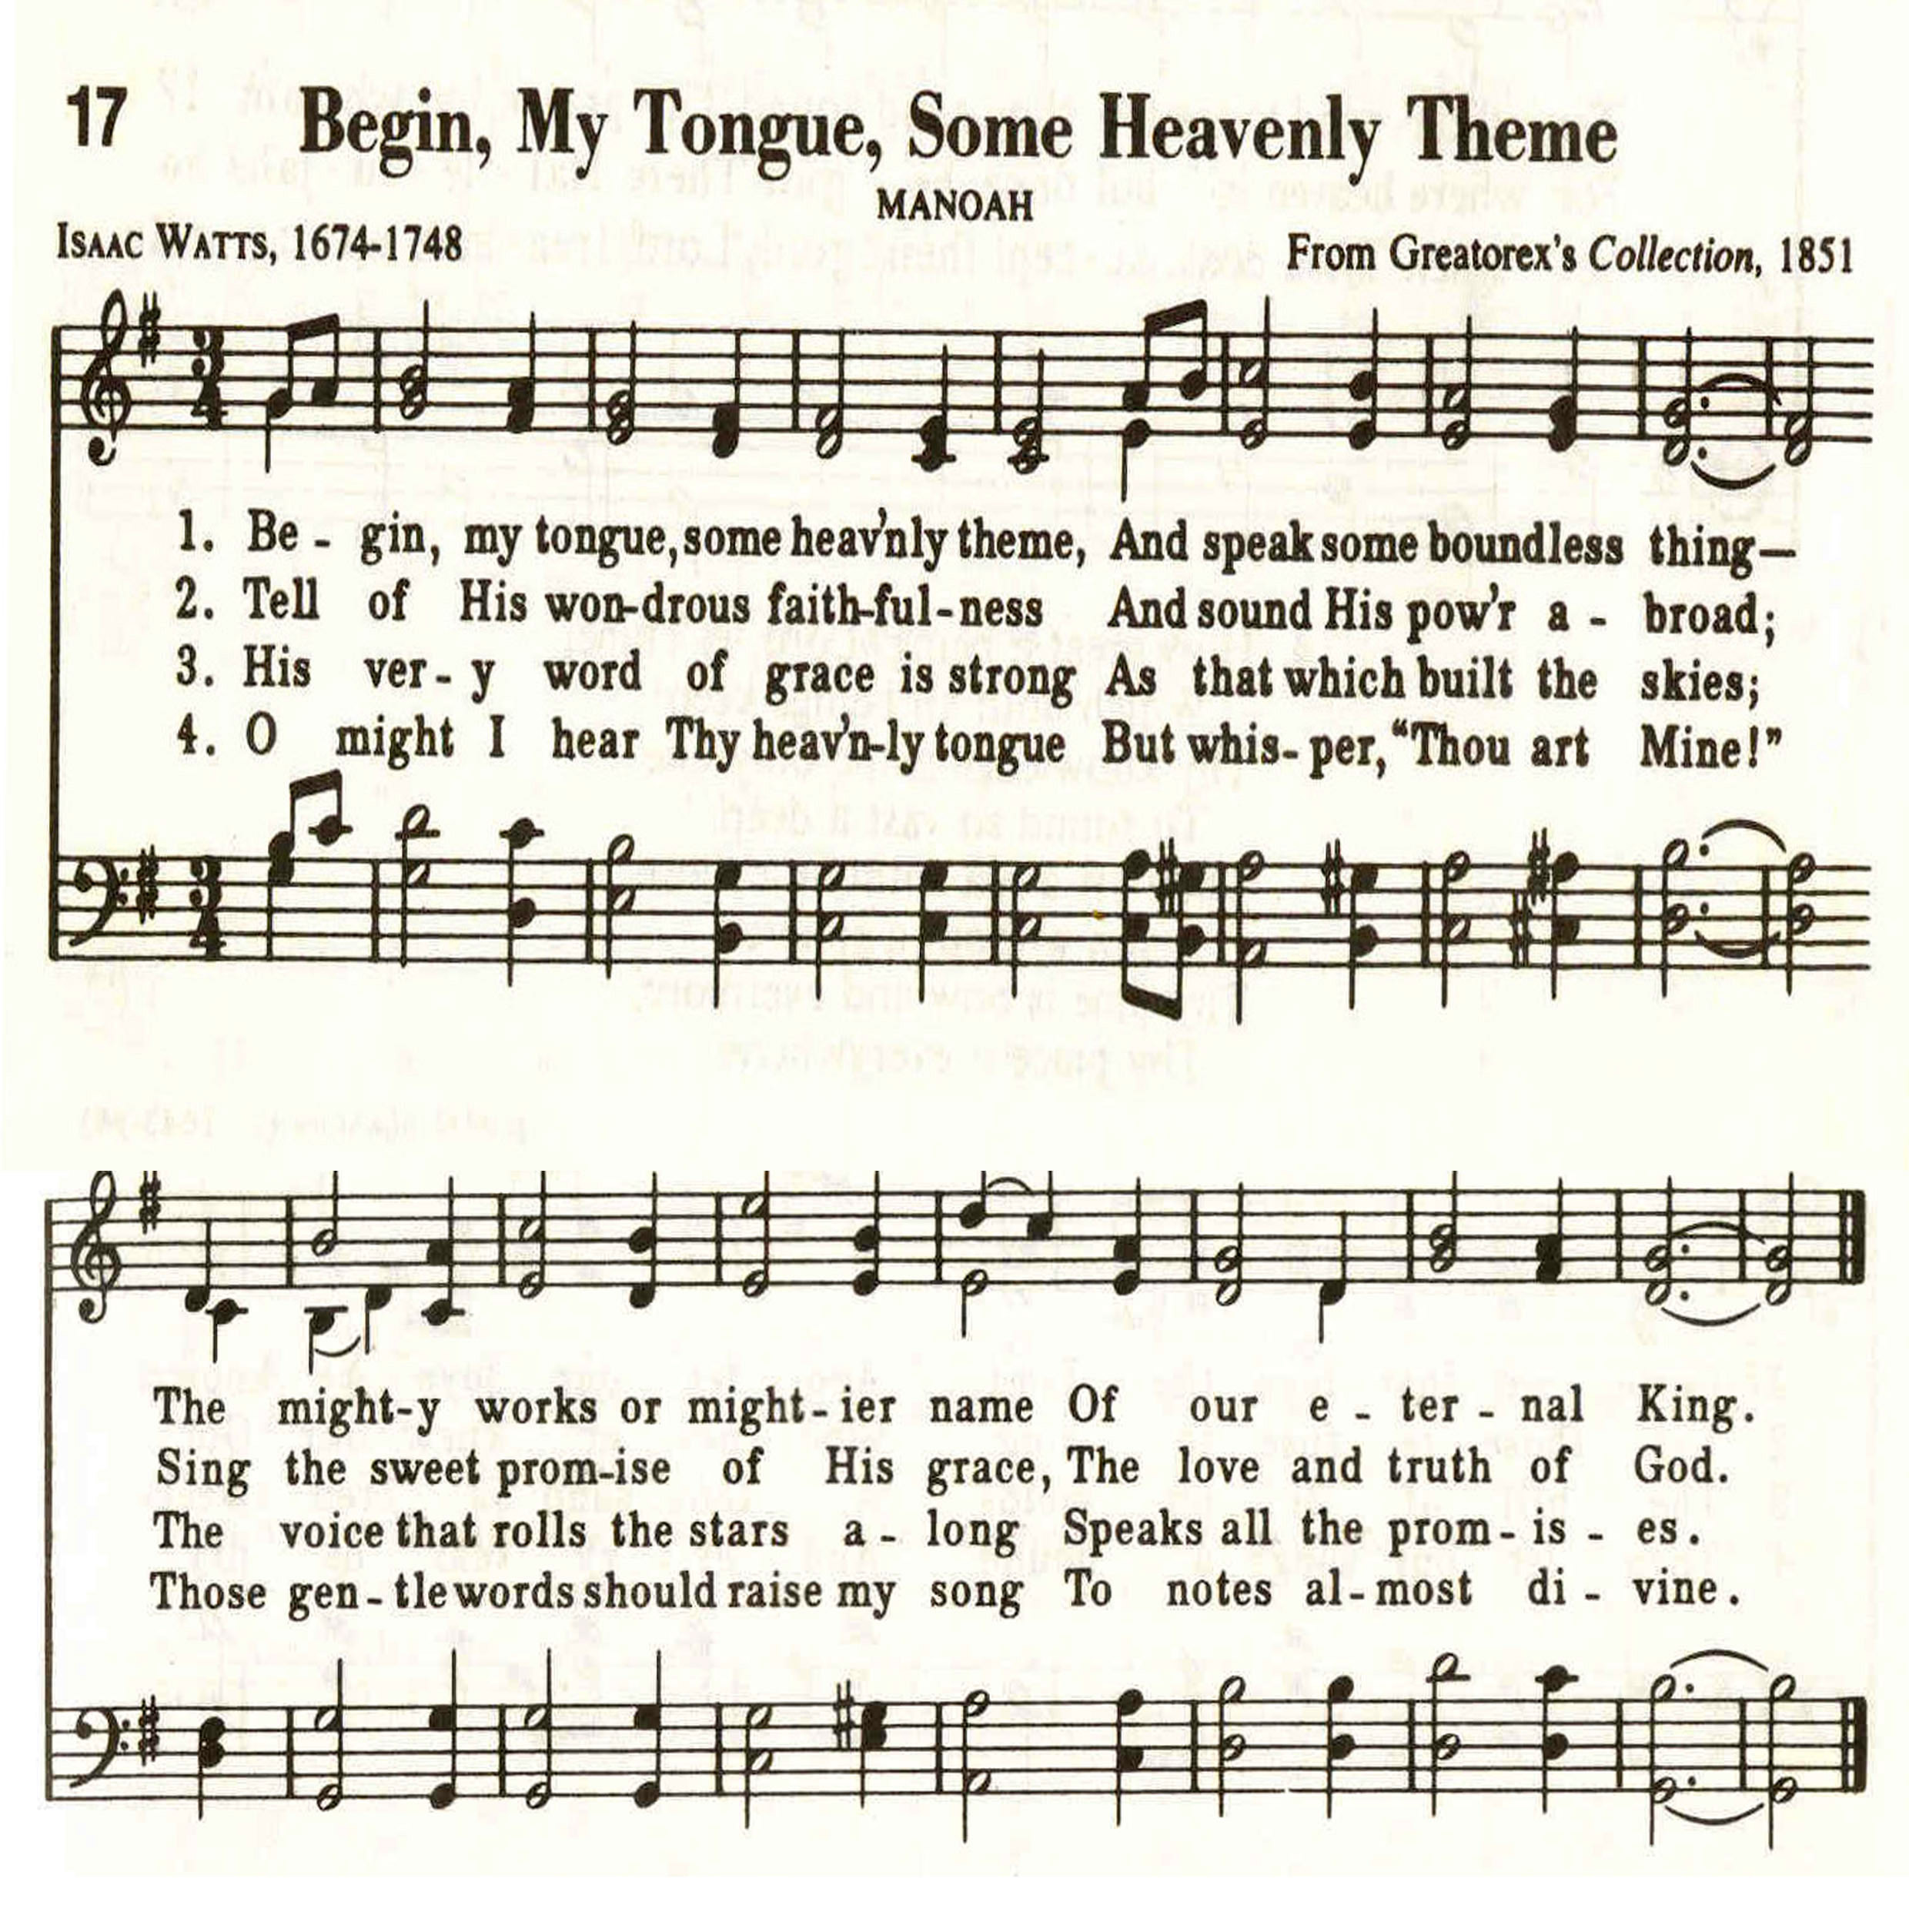 17 Begin, My Tongue, Some Heavenly Theme
MANOAH
ISAAC WATTS, 1674-1748 From Greatorex's Collection, 1851
1. Be - gin, my tongue, some heav'nly theme, And speak some boundless thing—
2. Tell of His won-drous faith-ful-ness And sound His pow'r a - broad;
3. His ver - y word of grace is strong As that which built the skies;
4. O might I hear Thy heav'n-ly tongue But whis-per, “Thou art Mine!”
The might-y works or might-ier name Of our e - ter - nal King.
Sing the sweet prom-ise of His grace, The love and truth of God.
The voice that rolls the stars a - long Speaks all the prom - is - es.
Those gen-tle words should raise my song To notes al-most di - vine.